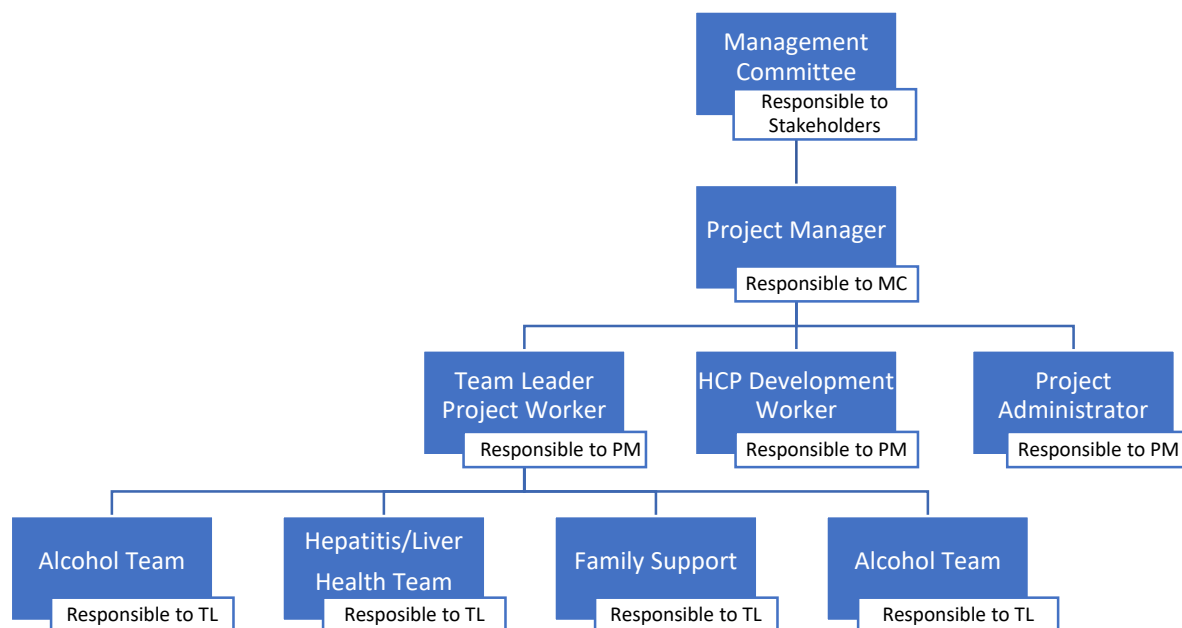 Management
Committee
Responsible to
Stakeholders
Project Manager
Responsible to MC
Team Leader
Project Worker
Responsible to PM
HCP Development
Worker
Responsible to PM
Project
Administrator
Responsible to PM
Alcohol Team
Responsible to TL
Hepatitis/Liver
Health Team
Resposible to TL
Family Support
Responsible to TL
Alcohol Team
Responsible to TL